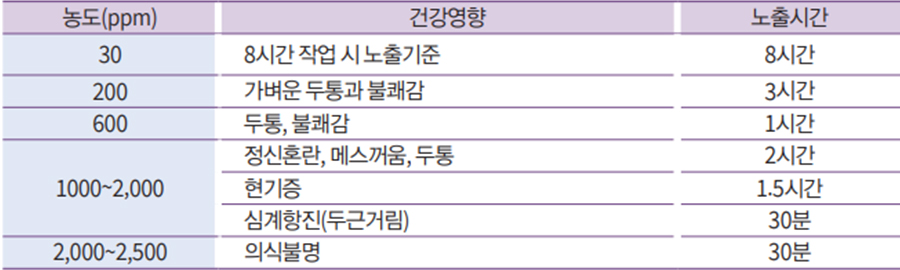 농도(ppm) 건강영향 노출시간
30 8시간 작업 시 노출기준 8시간
200 가벼운 두통과 불쾌감 3시간
600 두통, 불쾌감 1시간
정신혼란, 메스꺼움, 두통 2시간
1000~2,000 현기증 1.5시간
심계항진(두근거림) 30분
2,000~2,500 의식불명 30분